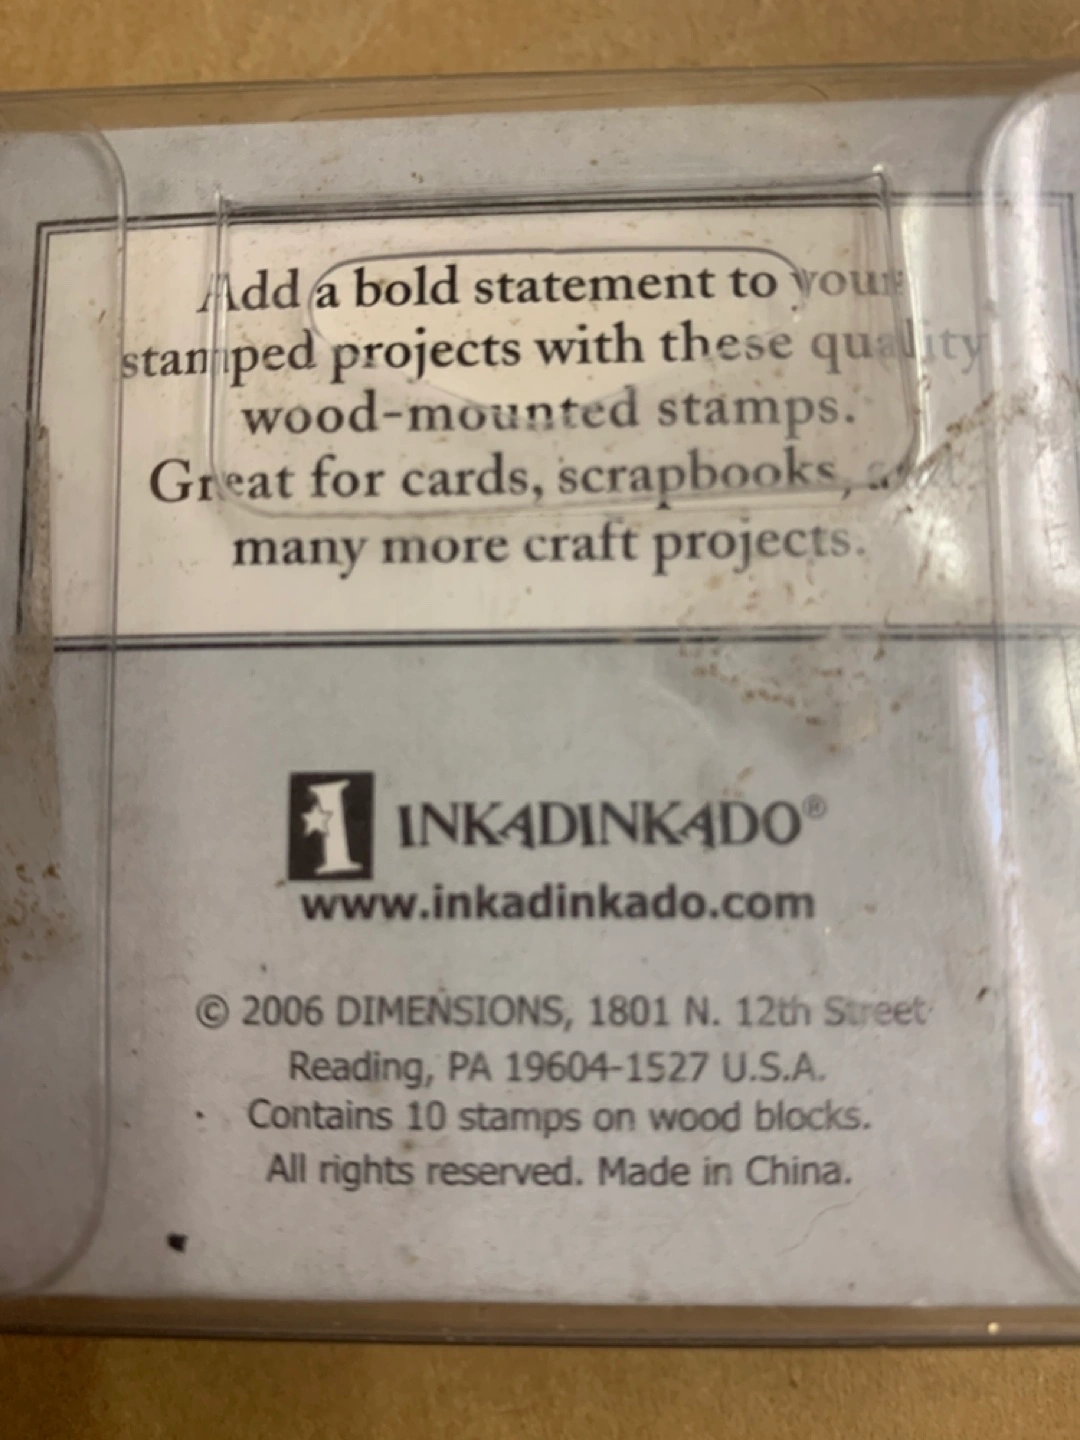 Add a bold statement to your
stamped projects with these quality
wood-mounted stamps.
Great for cards, scrapbooks,
many more craft projects.
INKADINKADO®
www.inkadinkado.com
© 2006 DIMENSIONS, 1801 N. 12th Street
Reading, PA 19604-1527 U.S.A.
Contains 10 stamps on wood blocks.
All rights reserved. Made in China.